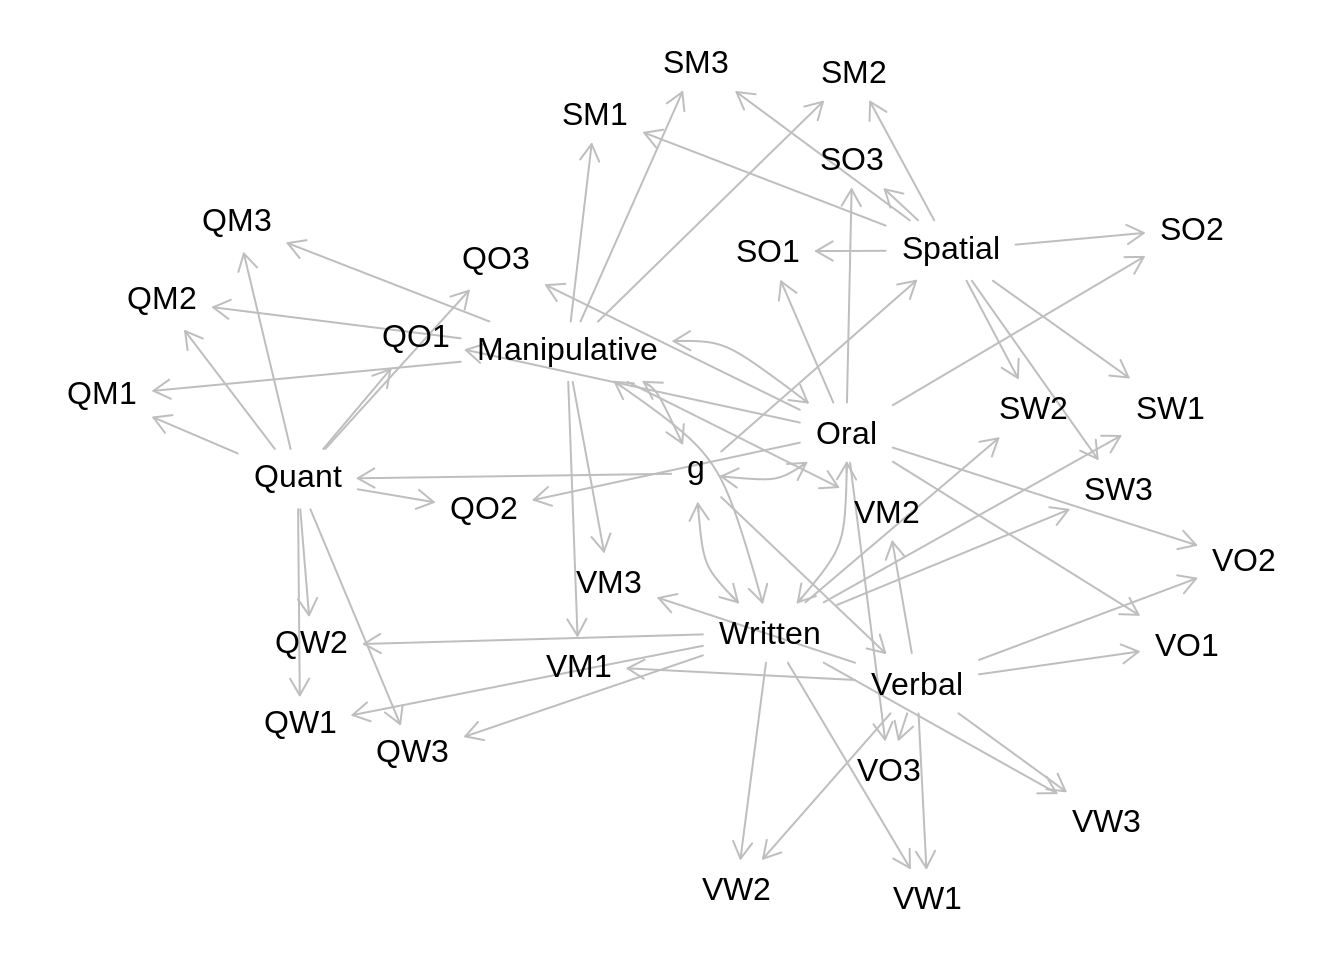 SM3
SM2
SM1
SO3
QM3
SO2
Spatial
SO1
QO3
QM2
QO1
Manipulative
QM1
SW2
SW1
Oral
g
Quant
SW3
QO2
VM2
VO2
VM3
Written
QW2
VO1
VM1
Verbal
QW1
QW3
VO3
VW3
VW2
VW1